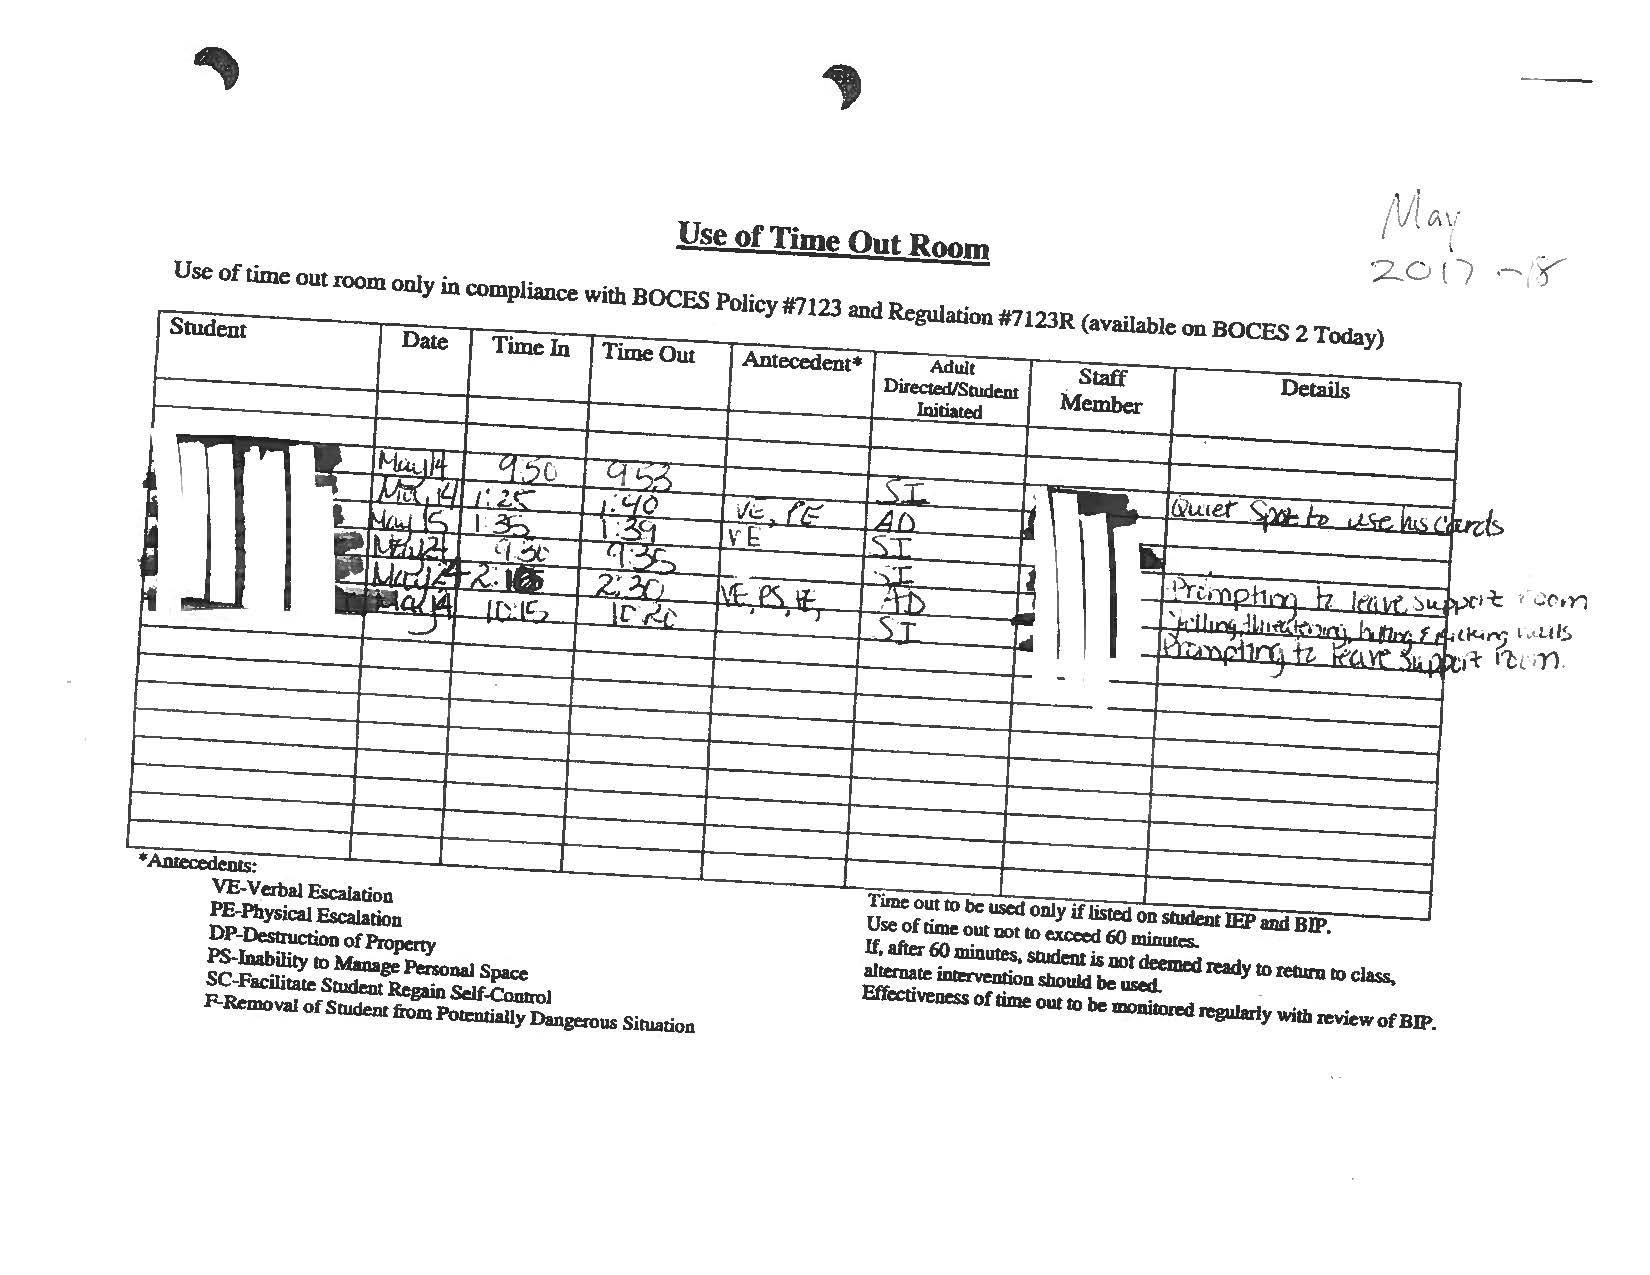 May
2017-18
Use of Time Out Room
Use of time out room only in compliance with BOCES Policy #7123 and Regulation #7123R (available on BOCES 2 Today)
Student Date Time In Time Out Antecedent* Adult Directed/Student Initiated Staff Member Details
May 14 9:50 9:53 SI Quiet Spot to use his cards
May 14 1:25 1:40 VE, PE AD
May 15 1:35 1:39 VE SI
May 9:30 9:35 SI Prompting to leave support room
May 2: 2:30 VE, PS, AD Yelling, threatening, hitting & kicking walls
May 14 10:15 10:20 SI Prompting to leave support room.
*Antecedents:
VE-Verbal Escalation
PE-Physical Escalation
DP-Destruction of Property
PS-Inability to Manage Personal Space
SC-Facilitate Student Regain Self-Control
F-Removal of Student from Potentially Dangerous Situation
Time out to be used only if listed on student IEP and BIP.
Use of time out not to exceed 60 minutes.
If, after 60 minutes, student is not deemed ready to return to class,
alternate intervention should be used.
Effectiveness of time out to be monitored regularly with review of BIP.